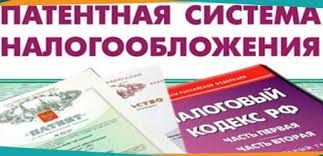 ПАТЕНТНАЯ СИСТЕМА
НАЛОГООБЛОЖЕНИЯ
ПАТЕНТ
НАЛОГОВЫЙ
КОДЕКС РФ
ЧАСТЬ ПЕРВАЯ
ЧАСТЬ ВТОРАЯ